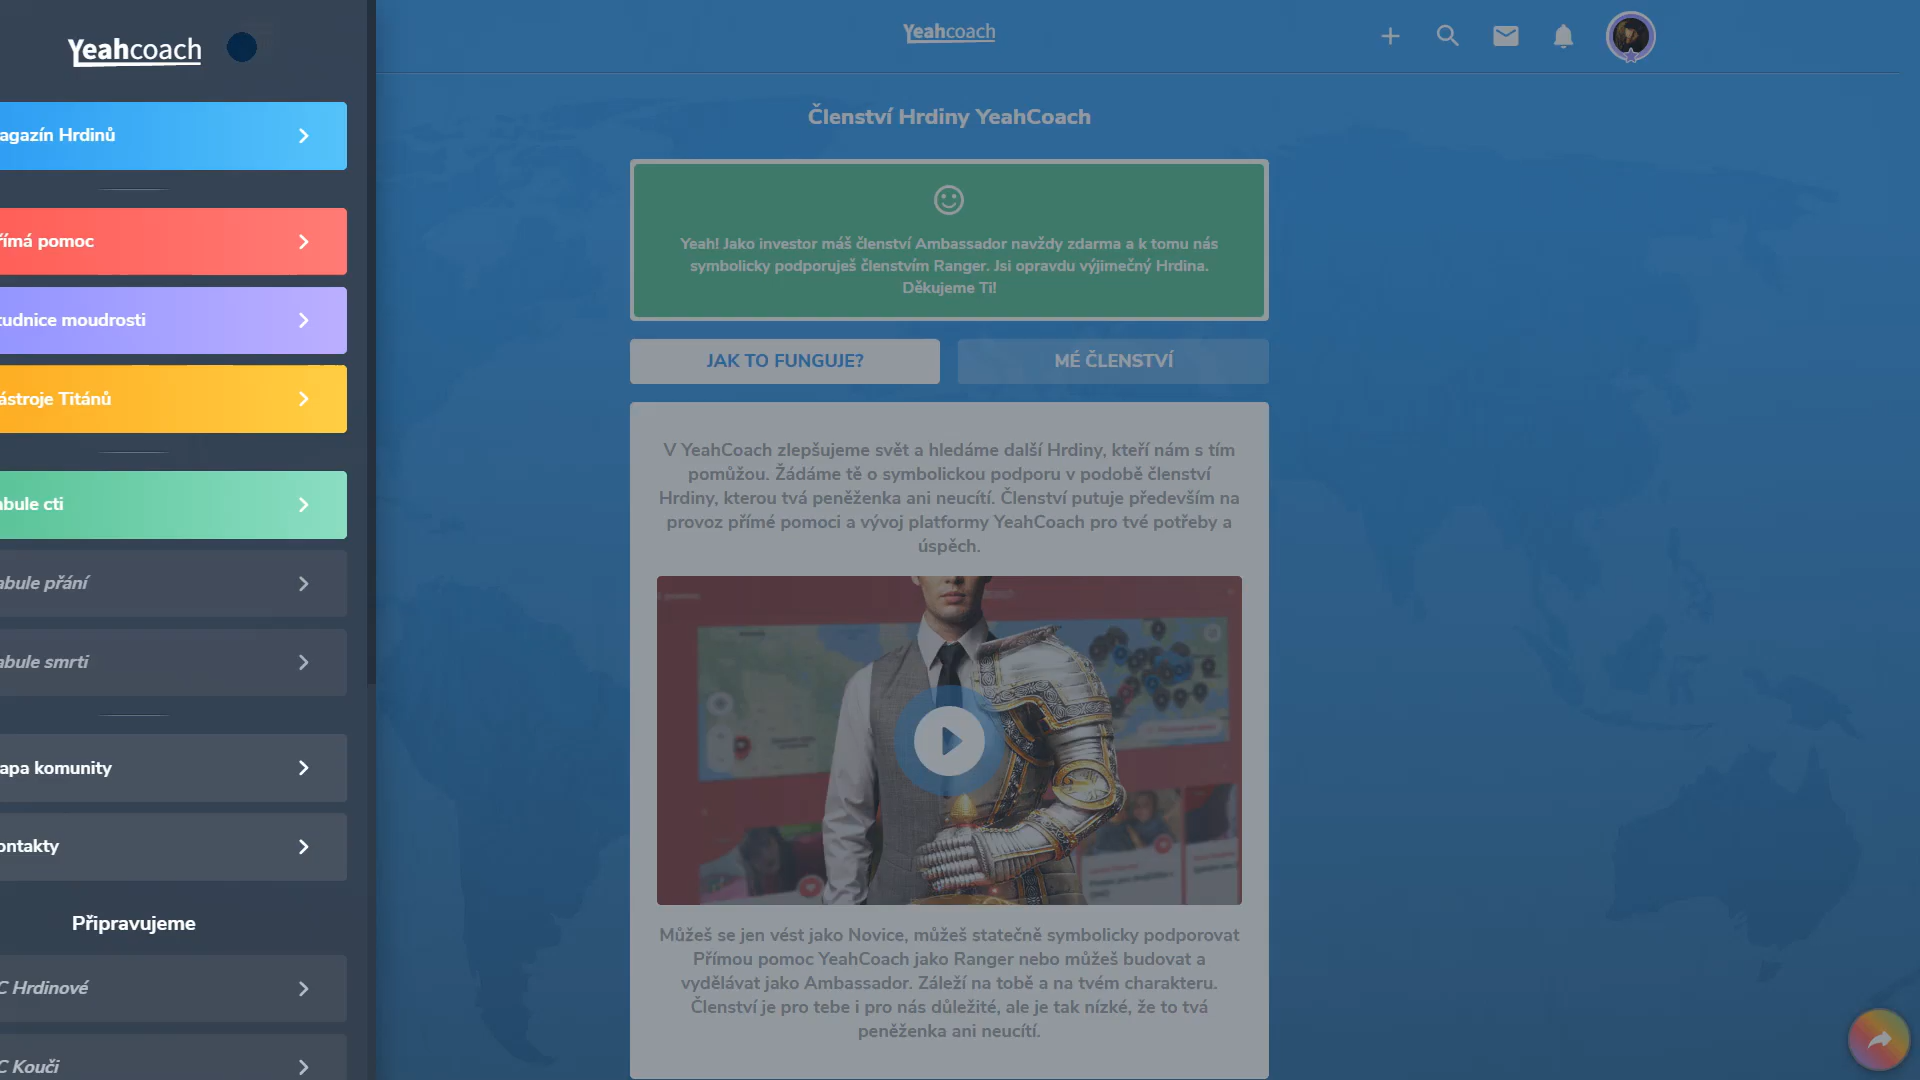 Yeahcoach
agazín Hrdinů
římá pomoc
tudnice moudrosti
ástroje Titánů
abule cti
abule přání
abule smrti
apa komunity
ontakty
Připravujeme
C Hrdinové
C Kouči
Yeahcoach
Členství Hrdiny YeahCoach
Yeah! Jako investor máš členství Ambassador navždy zdarma a k tomu nás
symbolicky podporuješ členstvím Ranger. Jsi opravdu výjimečný Hrdina.
Děkujeme Ti!
JAK TO FUNGUJE?
MÉ ČLENSTVÍ
V YeahCoach zlepšujeme svět a hledáme další Hrdiny, kteří nám s tím
pomůžou. Žádáme tě o symbolickou podporu v podobě členství
Hrdiny, kterou tvá peněženka ani neucítí. Členství putuje především na
provoz přímé pomoci a vývoj platformy YeahCoach pro tvé potřeby a
úspěch.
Můžeš se jen vést jako Novice, můžeš statečně symbolicky podporovat
Přímou pomoc YeahCoach jako Ranger nebo můžeš budovat a
vydělávat jako Ambassador. Záleží na tobě a na tvém charakteru.
Členství je pro tebe i pro nás důležité, ale je tak nízké, že to tvá
peněženka ani neucítí.